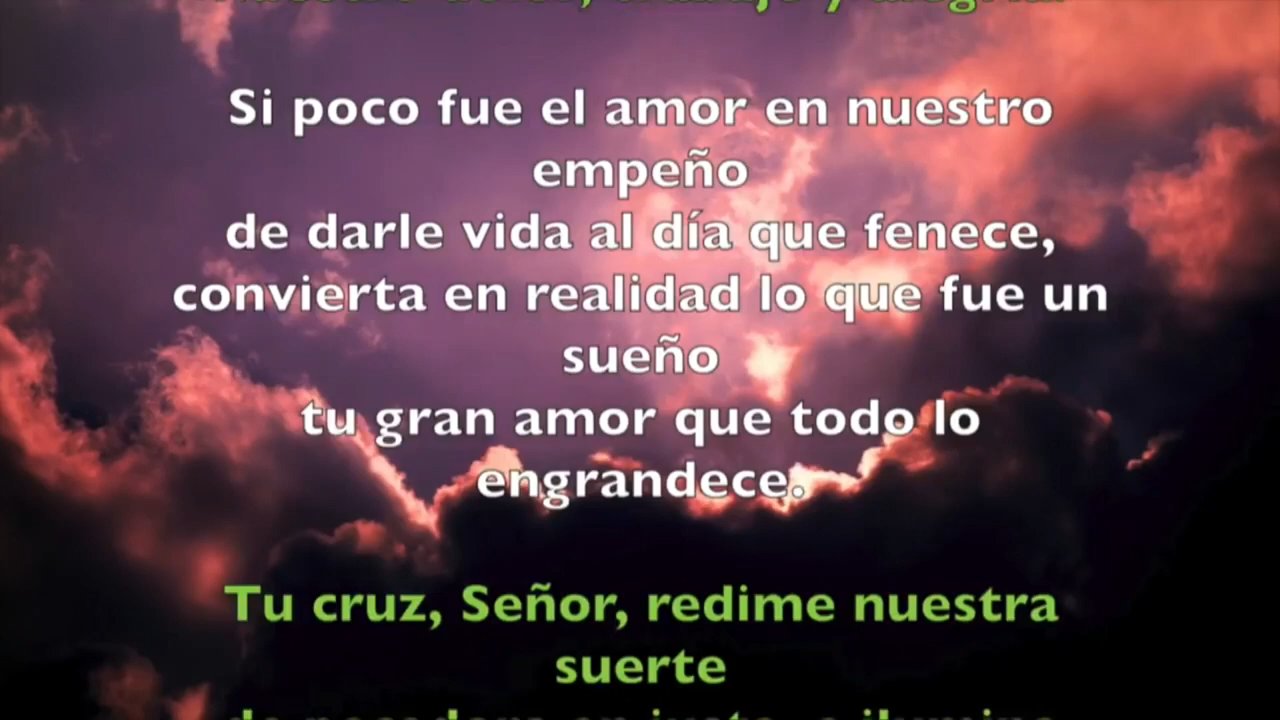 Si poco fue el amor en nuestro
empeño
de darle vida al día que fenece,
convierta en realidad lo que fue un
sueño
tu gran amor que todo lo
engrandece.
Tu cruz, Señor, redime nuestra
suerte